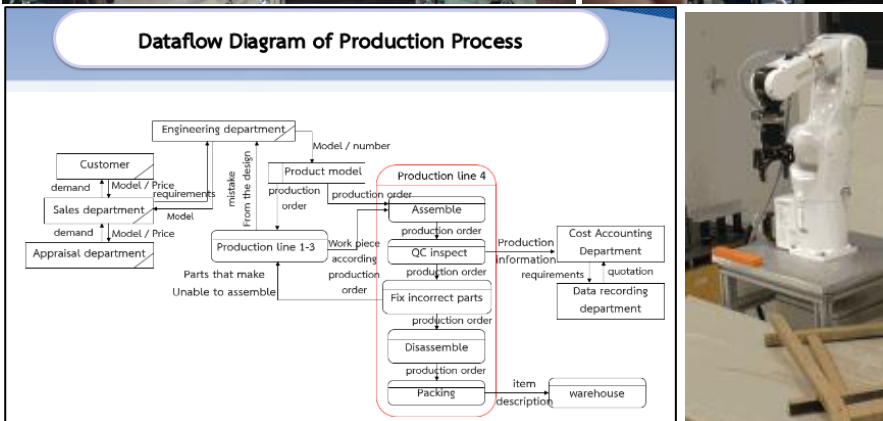 Dataflow Diagram of Production Process
Engineering department
Model / number
Customer
Product model
Production line 4
demand
Model / Price
requirements
mistake
From the design
production
order
production order
Sales department
Model
Assemble
demand
Model / Price
production order
Production line 1-3
Work piece
according
production
order
QC inspect
Production
information
Cost Accounting
Department
Appraisal department
production order
requirements
quotation
Parts that make
Unable to assemble
Fix incorrect parts
Data recording
department
production order
Disassemble
production order
Packing
item
description
warehouse